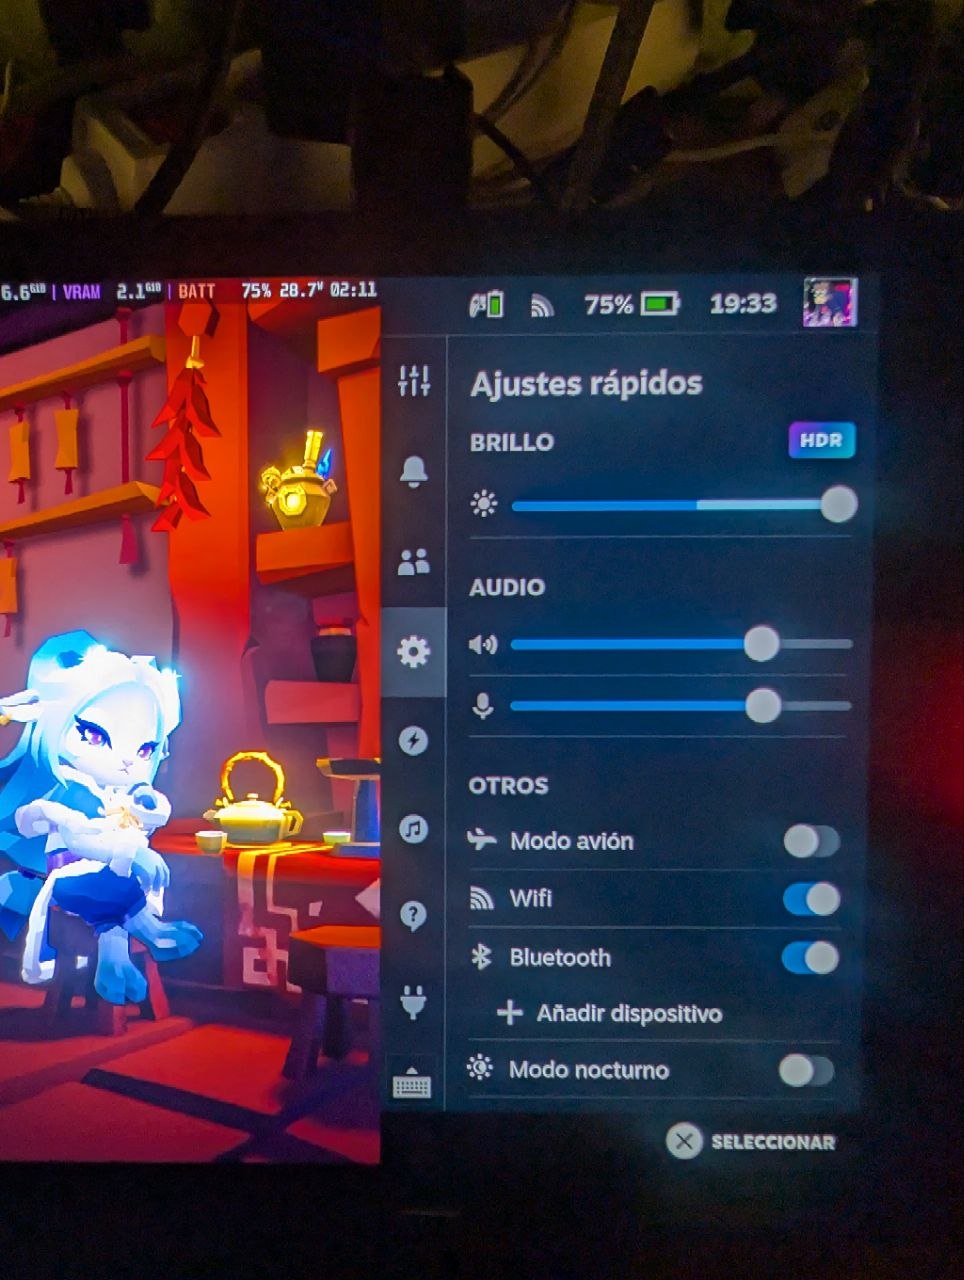 6.6GiB | VRAM 2.1GiB | BATT 75% 28.7W 02:11
75% 19:33
Ajustes rápidos
BRILLO HDR
AUDIO
OTROS
Modo avión
Wifi
Bluetooth
Añadir dispositivo
Modo nocturno
SELECCIONAR